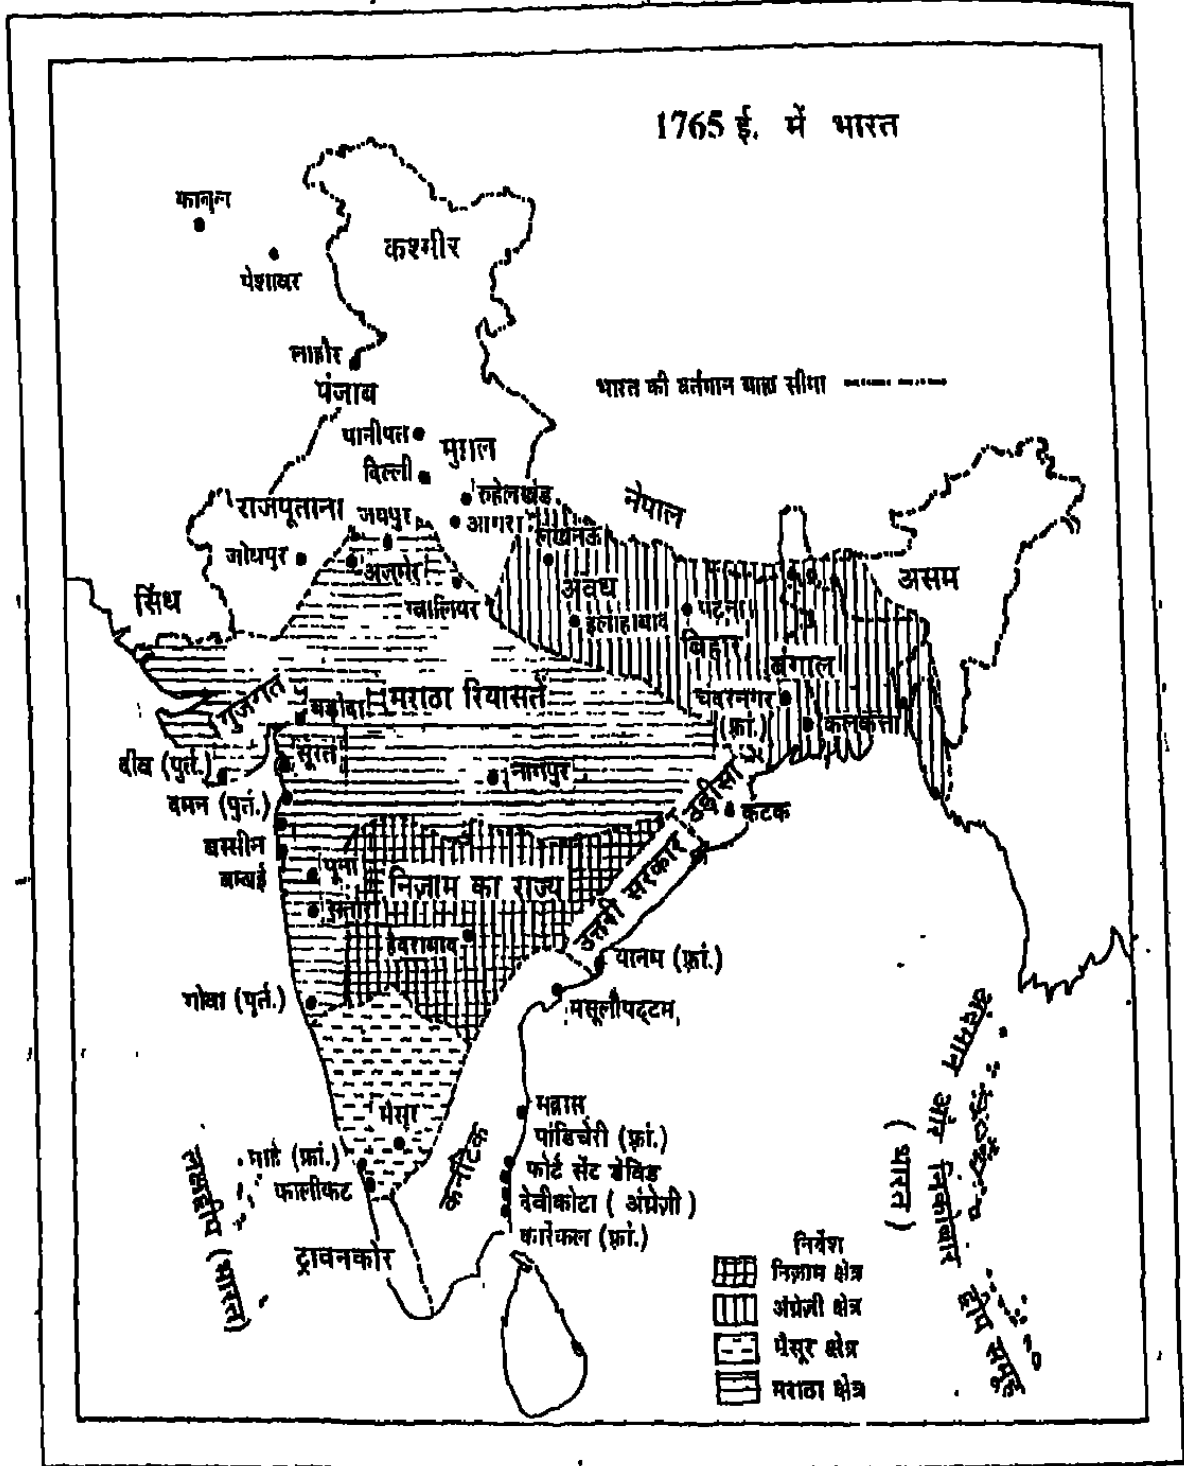 1765 ई. में भारत
काबुल
पेशावर
कश्मीर
लाहौर
पंजाब
भारत की वर्तमान बाह्य सीमा
पानीपत
मुग़ल
दिल्ली
रुहेलखंड
नेपाल
राजपूताना
जयपुर
आगरा
लखनऊ
जोधपुर
अजमेर
अवध
असम
सिंध
ग्वालियर
इलाहाबाद
पटना
बिहार
बंगाल
गुजरात
बड़ोदा
मराठा रियासतें
चंदरनगर
(फ़्रां.)
कलकत्ता
दीव (पुर्त.)
सूरत
नागपुर
उड़ीसा
कटक
दमन (पुर्त.)
बस्सीन
बम्बई
पूना
निज़ाम का राज्य
उत्तरी सरकार
सतारा
हैदराबाद
यानम (फ़्रां.)
गोवा (पुर्त.)
मसूलीपट्टम
अंदमान और निकोबार द्वीप समूह
(भारत)
मद्रास
मैसूर
पांडिचेरी (फ़्रां.)
माहे (फ़्रां.)
फोर्ट सेंट डेविड
कालीकट
कर्नाटक
देवीकोटा (अंग्रेज़ी)
कारिकल (फ़्रां.)
लक्षद्वीप (भारत)
ट्रावनकोर
निर्देश
निज़ाम क्षेत्र
अंग्रेज़ी क्षेत्र
मैसूर क्षेत्र
मराठा क्षेत्र